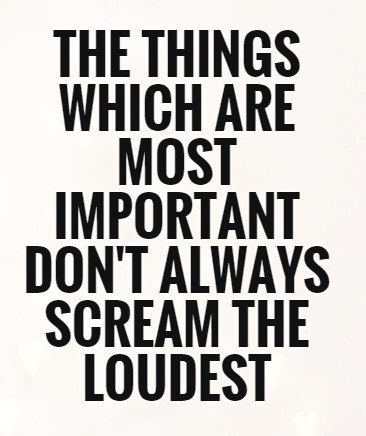 THE THINGS
WHICH ARE
MOST
IMPORTANT
DON'T ALWAYS
SCREAM THE
LOUDEST